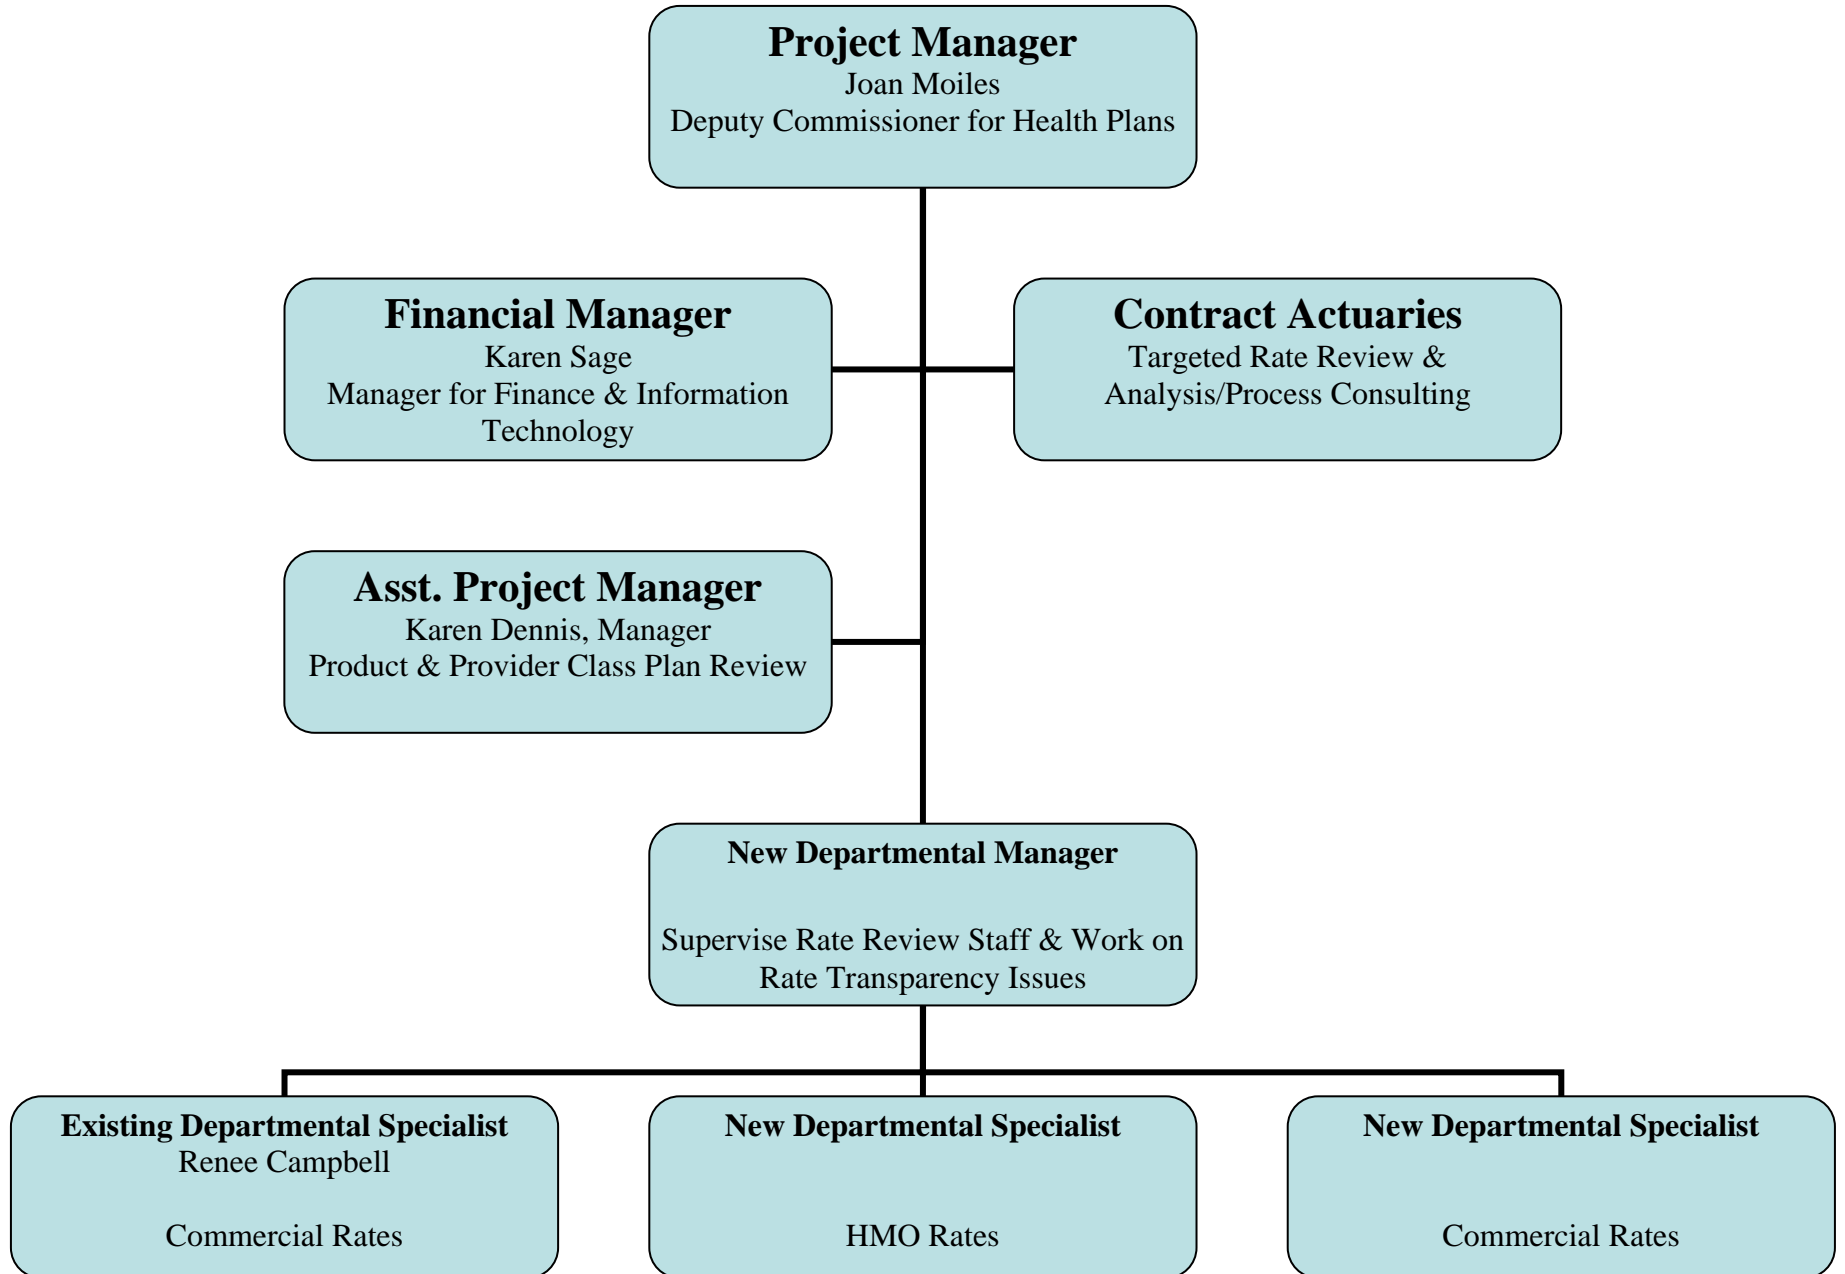 Project Manager
Joan Moiles
Deputy Commissioner for Health Plans
Financial Manager
Karen Sage
Manager for Finance & Information
Technology
Contract Actuaries
Targeted Rate Review &
Analysis/Process Consulting
Asst. Project Manager
Karen Dennis, Manager
Product & Provider Class Plan Review
New Departmental Manager
Supervise Rate Review Staff & Work on
Rate Transparency Issues
Existing Departmental Specialist
Renee Campbell
Commercial Rates
New Departmental Specialist
HMO Rates
New Departmental Specialist
Commercial Rates